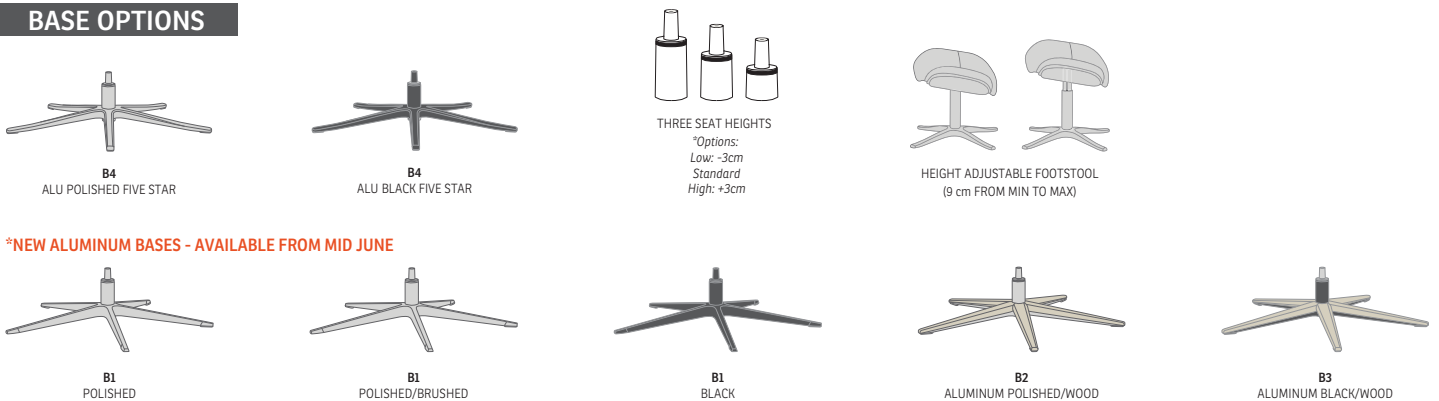 BASE OPTIONS
B4
ALU POLISHED FIVE STAR
B4
ALU BLACK FIVE STAR
THREE SEAT HEIGHTS
*Options:
Low: -3cm
Standard
High: +3cm
HEIGHT ADJUSTABLE FOOTSTOOL
(9 cm FROM MIN TO MAX)
*NEW ALUMINUM BASES - AVAILABLE FROM MID JUNE
B1
POLISHED
B1
POLISHED/BRUSHED
B1
BLACK
B2
ALUMINUM POLISHED/WOOD
B3
ALUMINUM BLACK/WOOD